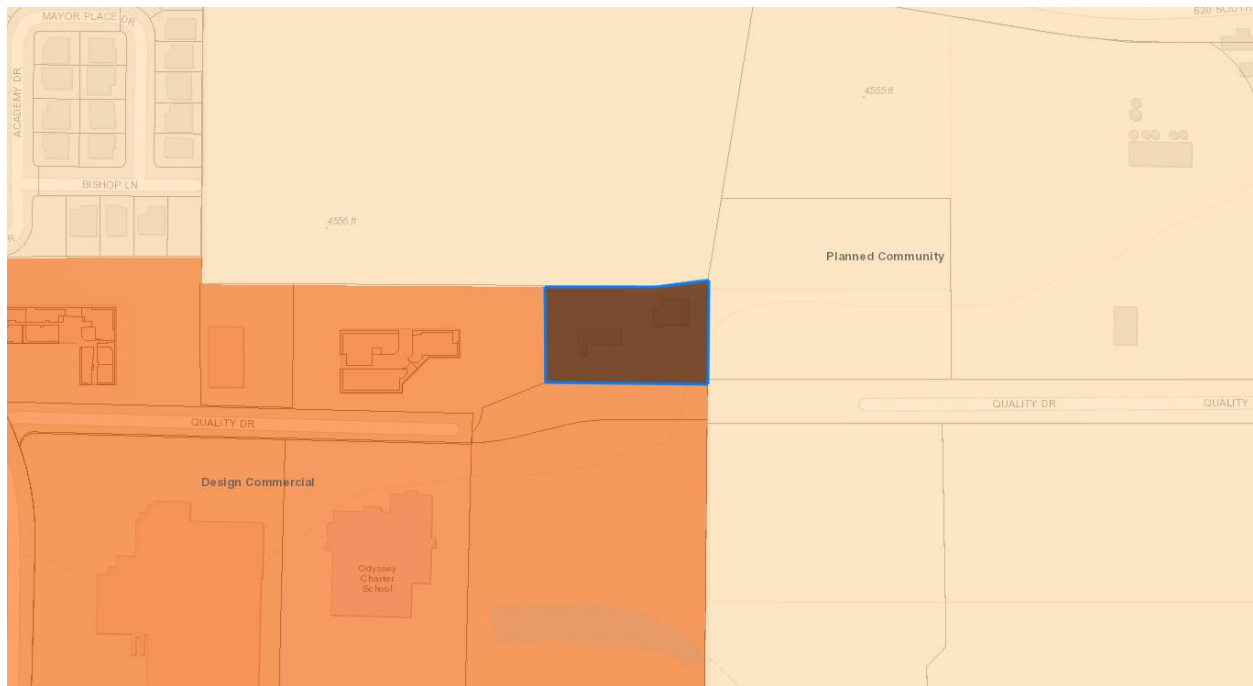 MAYOR PLACE DR
620 SOUTH
ACADEMY DR
4555 ft
BISHOP LN
4556 ft
R
Planned Community
QUALITY DR
QUALITY
QUALITY DR
Design Commercial
Odyssey
Charter
School